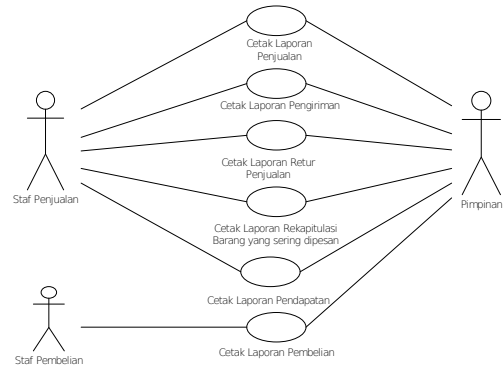 Cetak Laporan
Penjualan
Cetak Laporan Pengiriman
Cetak Laporan Retur
Penjualan
Staf Penjualan
Pimpinan
Cetak Laporan Rekapitulasi
Barang yang sering dipesan
Cetak Laporan Pendapatan
Cetak Laporan Pembelian
Staf Pembelian